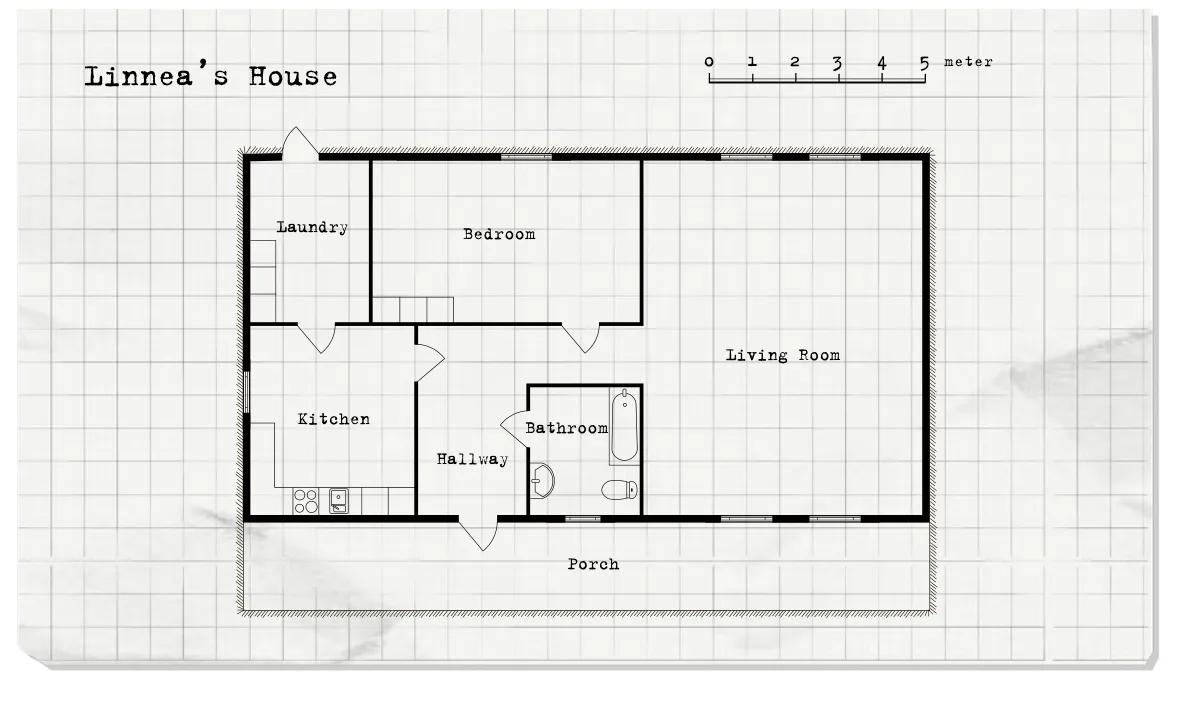 Linnea's House
0 1 2 3 4 5 meter
Laundry
Bedroom
Living Room
Kitchen
Bathroom
Hallway
Porch